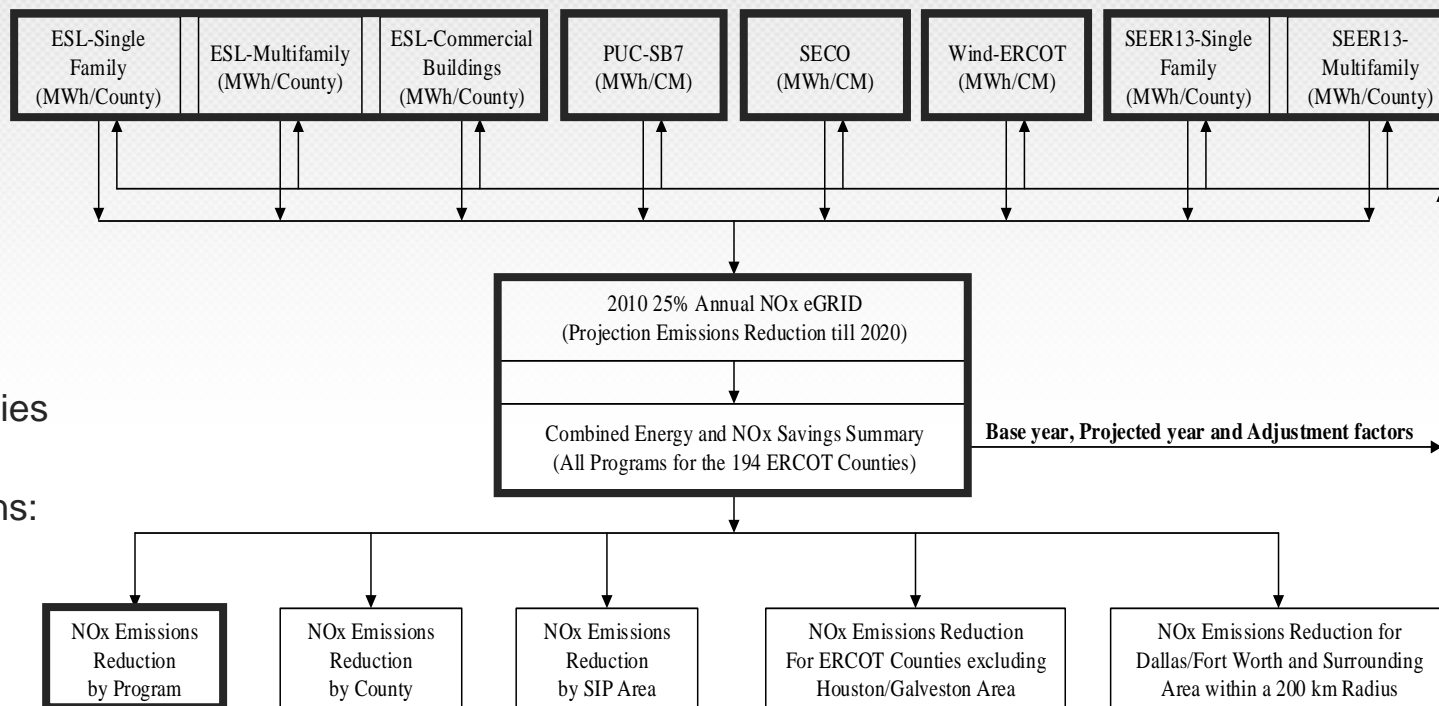 ESL-Single
Family
(MWh/County)
ESL-Multifamily
(MWh/County)
ESL-Commercial
Buildings
(MWh/County)
PUC-SB7
(MWh/CM)
SECO
(MWh/CM)
Wind-ERCOT
(MWh/CM)
SEER13-Single
Family
(MWh/County)
SEER13-
Multifamily
(MWh/County)
2010 25% Annual NOx eGRID
(Projection Emissions Reduction till 2020)
ies
Combined Energy and NOx Savings Summary
(All Programs for the 194 ERCOT Counties)
Base year, Projected year and Adjustment factors
ns:
NOx Emissions
Reduction
by Program
NOx Emissions
Reduction
by County
NOx Emissions
Reduction
by SIP Area
NOx Emissions Reduction
For ERCOT Counties excluding
Houston/Galveston Area
NOx Emissions Reduction for
Dallas/Fort Worth and Surrounding
Area within a 200 km Radius